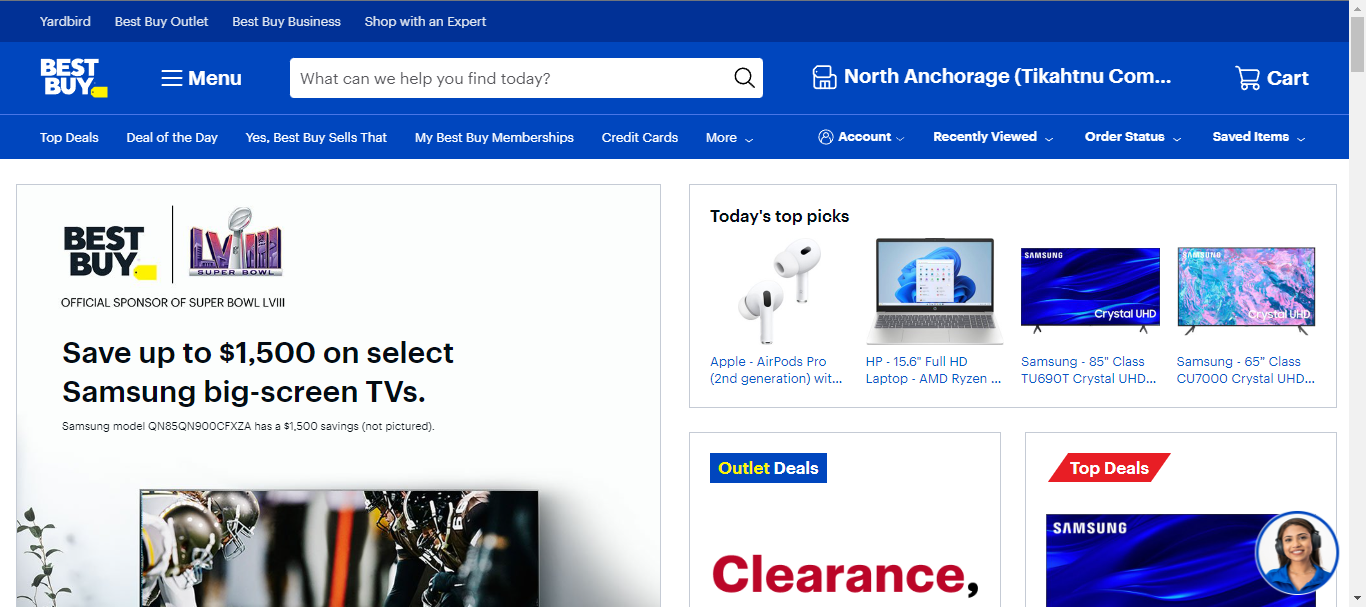 Yardbird
Best Buy Outlet
Best Buy Business
Shop with an Expert
BEST
BUY
Menu
What can we help you find today?
North Anchorage (Tikahtnu Com...
Cart
Top Deals
Deal of the Day
Yes, Best Buy Sells That
My Best Buy Memberships
Credit Cards
More
Account
Recently Viewed
Order Status
Saved Items
BEST
BUY
LVIII
SUPER BOWL
OFFICIAL SPONSOR OF SUPER BOWL LVIII
Save up to $1,500 on select
Samsung big-screen TVs.
Samsung model QN85QN900CFXZA has a $1,500 savings (not pictured).
Today's top picks
SAMSUNG
Crystal UHD
SAMSUNG
Crystal UHD
Apple - AirPods Pro
(2nd generation) wit...
HP - 15.6" Full HD
Laptop - AMD Ryzen ...
Samsung - 85" Class
TU690T Crystal UHD...
Samsung - 65” Class
CU7000 Crystal UHD...
Outlet Deals
Clearance,
Top Deals
SAMSUNG